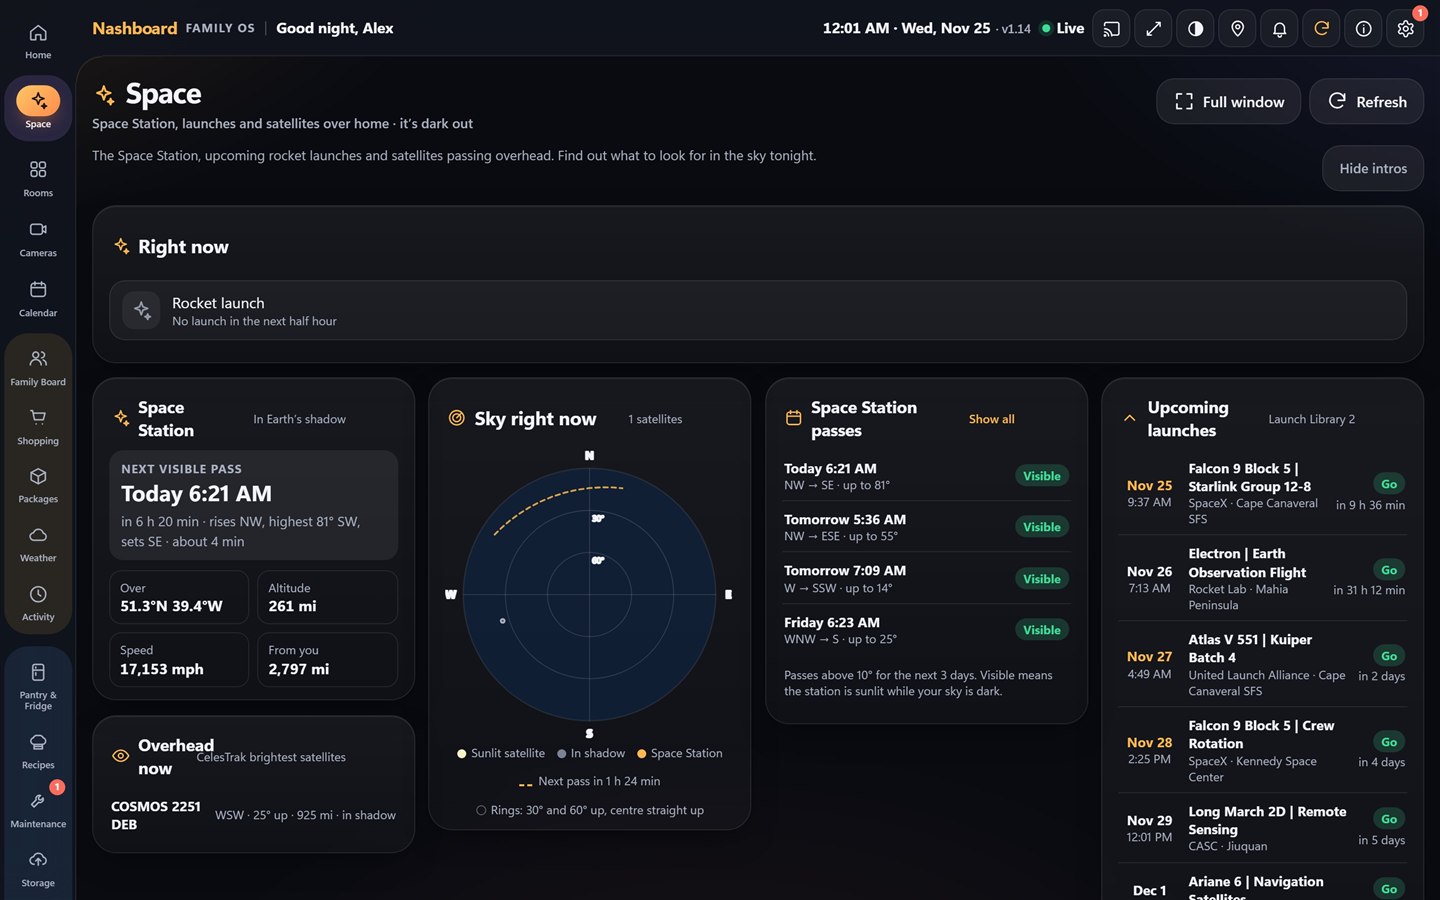 Nashboard FAMILY OS | Good night, Alex
12:01 AM · Wed, Nov 25 · v1.14 Live
1
Home
Space
Rooms
Cameras
Calendar
Family Board
Shopping
Packages
Weather
Activity
Pantry &
Fridge
Recipes
1
Maintenance
Storage
Space
Space Station, launches and satellites over home · it's dark out
The Space Station, upcoming rocket launches and satellites passing overhead. Find out what to look for in the sky tonight.
Full window
Refresh
Hide intros
Right now
Rocket launch
No launch in the next half hour
Space
Station
In Earth's shadow
NEXT VISIBLE PASS
Today 6:21 AM
in 6 h 20 min · rises NW, highest 81° SW,
sets SE · about 4 min
Over
51.3°N 39.4°W
Altitude
261 mi
Speed
17,153 mph
From you
2,797 mi
Overhead
now
CelesTrak brightest satellites
COSMOS 2251
DEB
WSW · 25° up · 925 mi · in shadow
Sky right now
1 satellites
N
30°
60°
W
E
S
Sunlit satellite
In shadow
Space Station
Next pass in 1 h 24 min
Rings: 30° and 60° up, centre straight up
Space Station
passes
Show all
Today 6:21 AM
NW → SE · up to 81°
Visible
Tomorrow 5:36 AM
NW → ESE · up to 55°
Visible
Tomorrow 7:09 AM
W → SSW · up to 14°
Visible
Friday 6:23 AM
WNW → S · up to 25°
Visible
Passes above 10° for the next 3 days. Visible means
the station is sunlit while your sky is dark.
Upcoming
launches
Launch Library 2
Nov 25
9:37 AM
Falcon 9 Block 5 |
Starlink Group 12-8
SpaceX · Cape Canaveral
SFS
Go
in 9 h 36 min
Nov 26
7:13 AM
Electron | Earth
Observation Flight
Rocket Lab · Mahia
Peninsula
Go
in 31 h 12 min
Nov 27
4:49 AM
Atlas V 551 | Kuiper
Batch 4
United Launch Alliance · Cape
Canaveral SFS
Go
in 2 days
Nov 28
2:25 PM
Falcon 9 Block 5 | Crew
Rotation
SpaceX · Kennedy Space
Center
Go
in 4 days
Nov 29
12:01 PM
Long March 2D | Remote
Sensing
CASC · Jiuquan
Go
in 5 days
Dec 1
Ariane 6 | Navigation
Satellites
Go